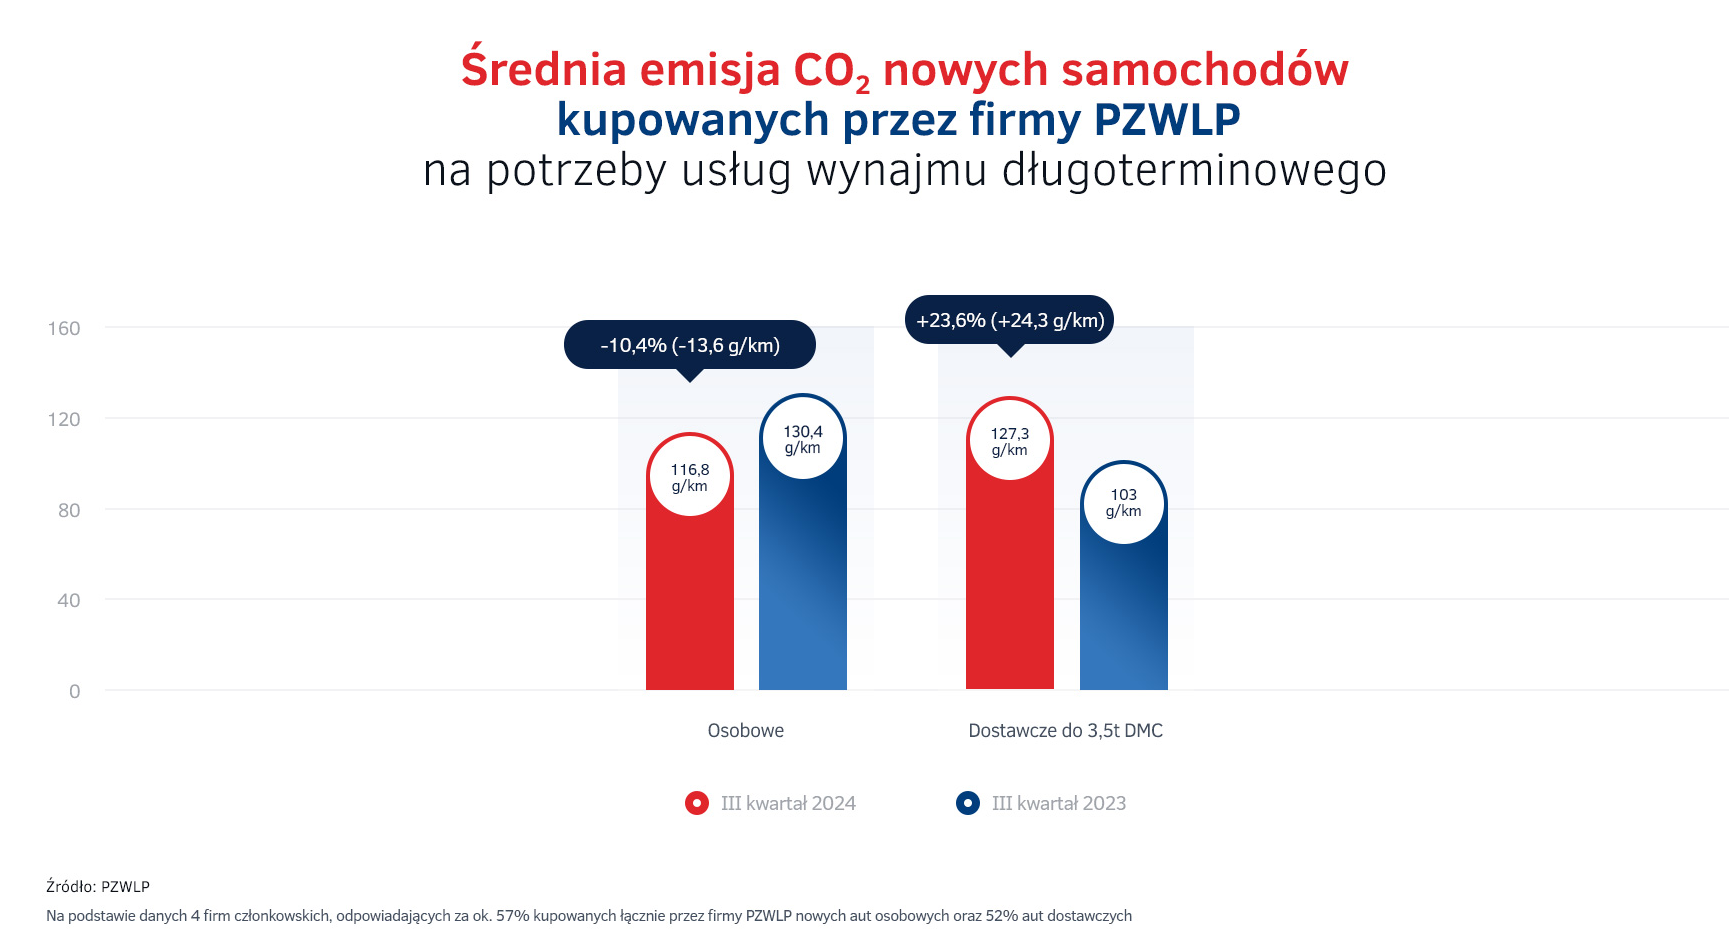 Średnia emisja CO₂ nowych samochodów
kupowanych przez firmy PZWLP
na potrzeby usług wynajmu długoterminowego
160
120
80
40
0
-10,4% (-13,6 g/km)
+23,6% (+24,3 g/km)
116,8
g/km
130,4
g/km
127,3
g/km
103
g/km
Osobowe
Dostawcze do 3,5t DMC
III kwartał 2024
III kwartał 2023
Źródło: PZWLP
Na podstawie danych 4 firm członkowskich, odpowiadających za ok. 57% kupowanych łącznie przez firmy PZWLP nowych aut osobowych oraz 52% aut dostawczych